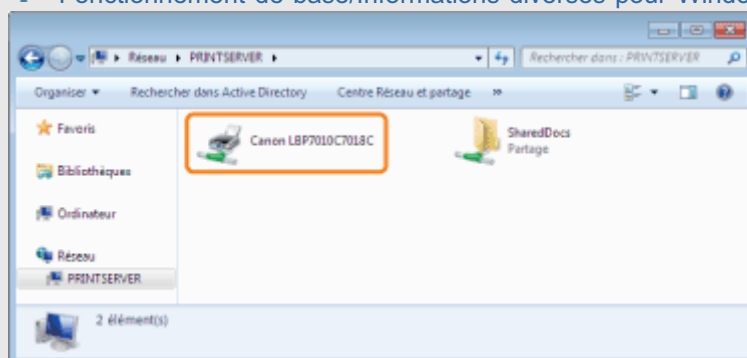 Fonctionnement de base/Informations diverses pour Windo
Réseau PRINTSERVER Rechercher dans : PRINTSERVER
Organiser Rechercher dans Active Directory Centre Réseau et partage »
Favoris
Canon LBP7010C7018C
SharedDocs
Partage
Bibliothèques
Ordinateur
Réseau
PRINTSERVER
2 élément(s)